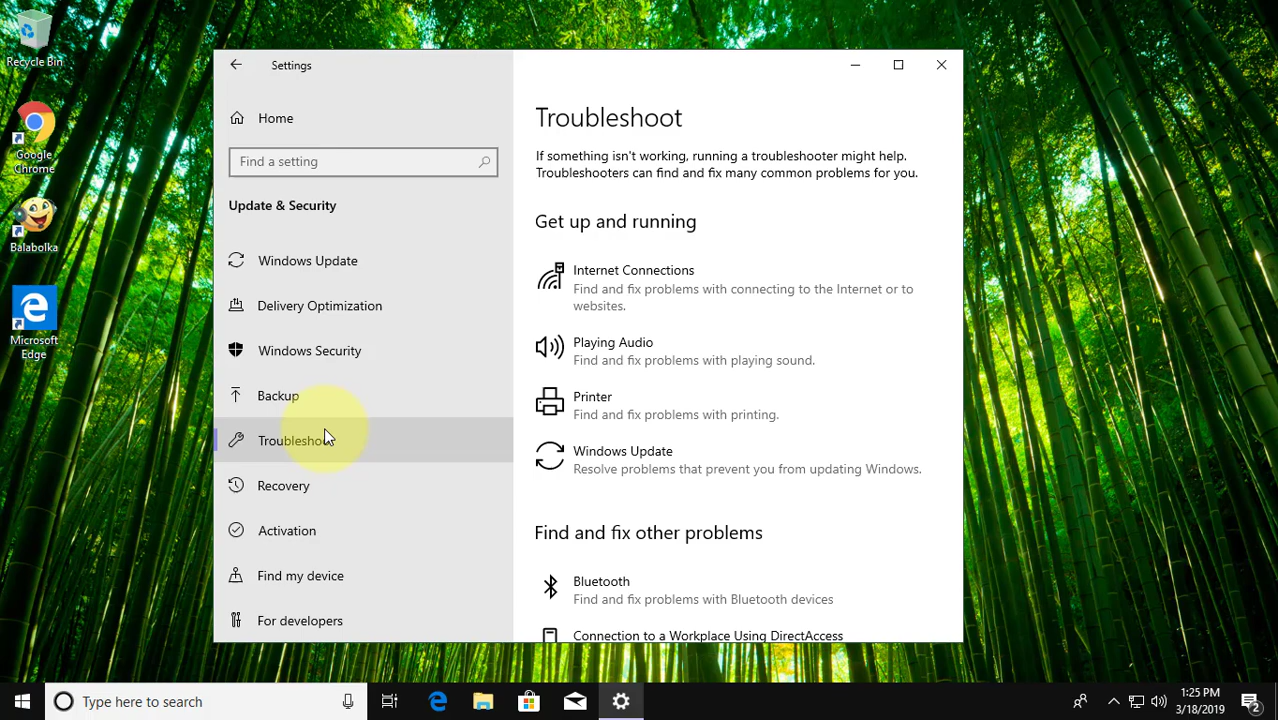 Recycle Bin
Google
Chrome
Balabolka
Microsoft
Edge
Settings
Home
Find a setting
Update & Security
Windows Update
Delivery Optimization
Windows Security
Backup
Troubleshoot
Recovery
Activation
Find my device
For developers
Troubleshoot
If something isn't working, running a troubleshooter might help.
Troubleshooters can find and fix many common problems for you.
Get up and running
Internet Connections
Find and fix problems with connecting to the Internet or to
websites.
Playing Audio
Find and fix problems with playing sound.
Printer
Find and fix problems with printing.
Windows Update
Resolve problems that prevent you from updating Windows.
Find and fix other problems
Bluetooth
Find and fix problems with Bluetooth devices
Connection to a Workplace Using DirectAccess
Type here to search
1:25 PM
3/18/2019
2